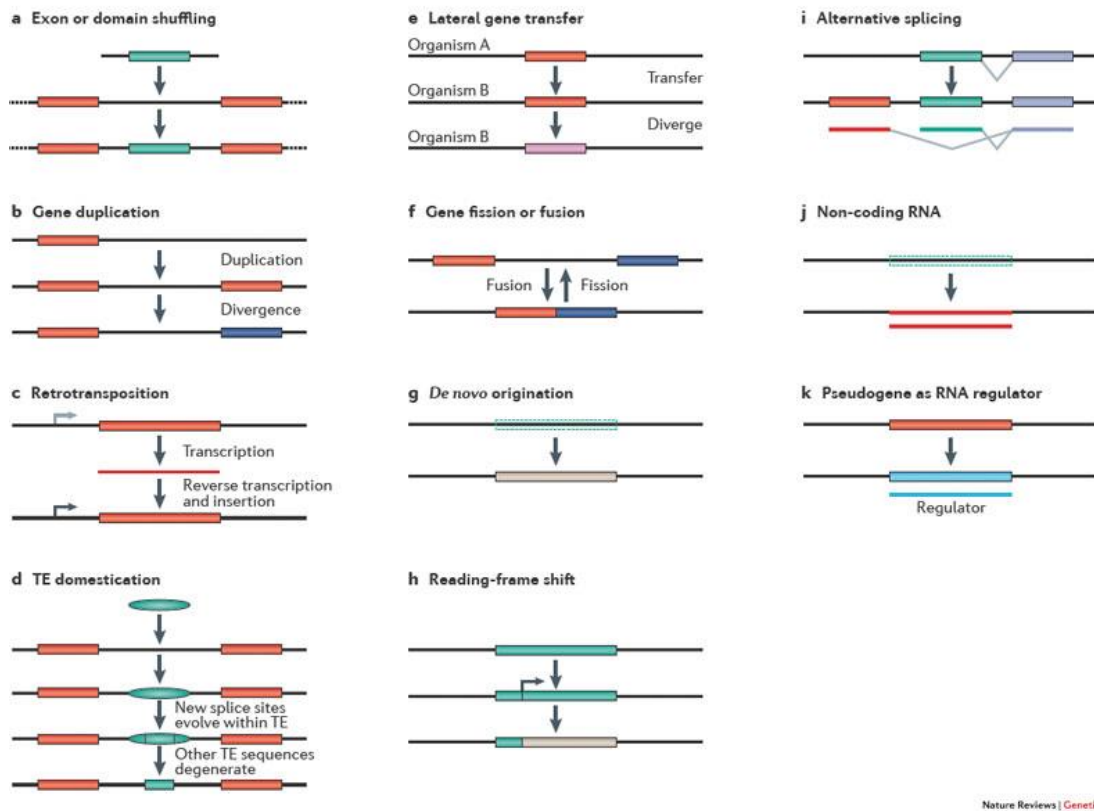 a Exon or domain shuffling
b Gene duplication
Duplication
Divergence
c Retrotransposition
Transcription
Reverse transcription
and insertion
d TE domestication
New splice sites
evolve within TE
Other TE sequences
degenerate
e Lateral gene transfer
Organism A
Transfer
Organism B
Diverge
Organism B
f Gene fission or fusion
Fusion
Fission
g De novo origination
h Reading-frame shift
i Alternative splicing
j Non-coding RNA
k Pseudogene as RNA regulator
Regulator
Nature Reviews | Geneti